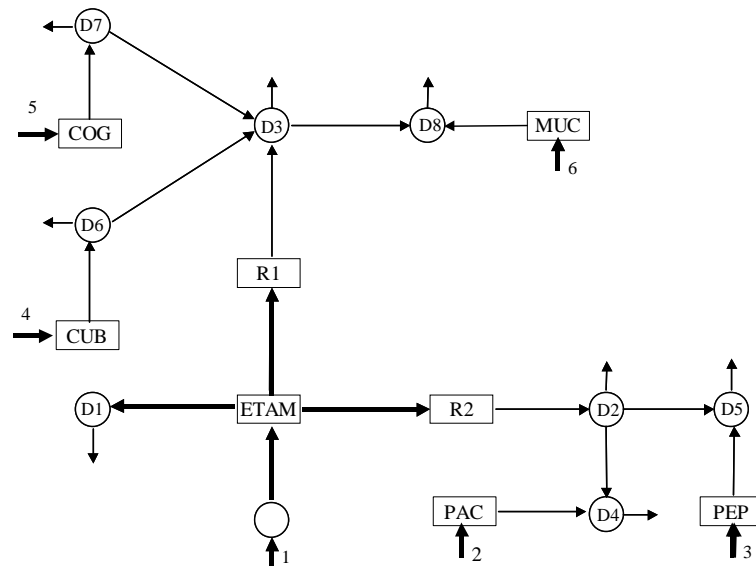 D7
5
COG
D3
D8
MUC
6
D6
R1
4
CUB
D1
ETAM
R2
D2
D5
PAC
D4
PEP
1
2
3